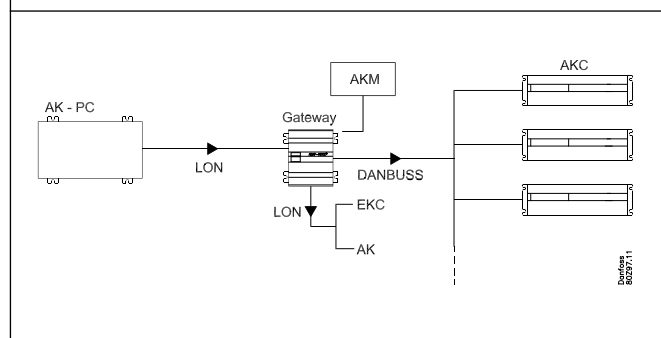 AKM
AKC
AK - PC
Gateway
LON
DANBUSS
LON
EKC
AK
Danfoss
80Z97.11